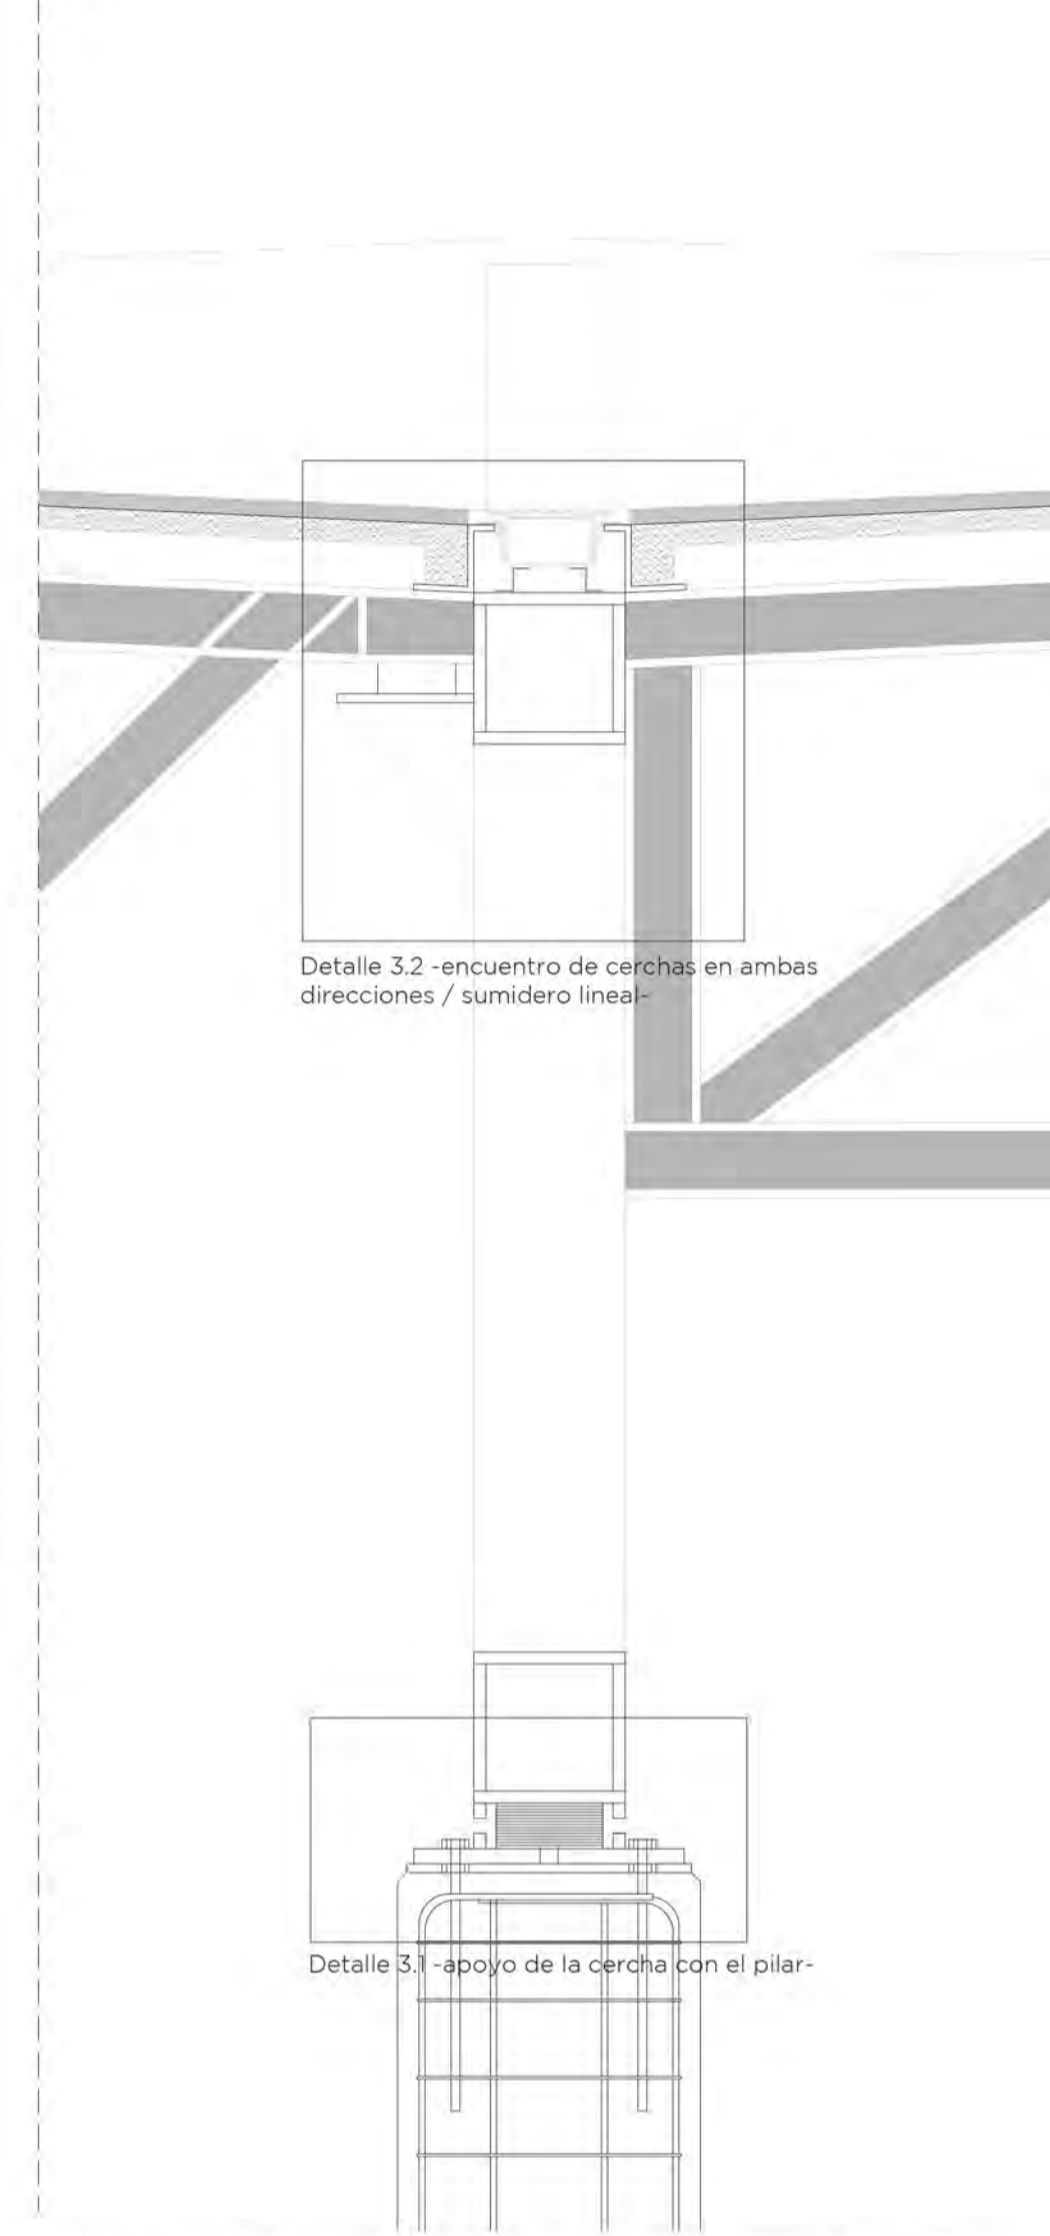 Detalle 3.2 -encuentro de cerchas en ambas
direcciones / sumidero lineal-
Detalle 3.1 -apoyo de la cercha con el pilar-